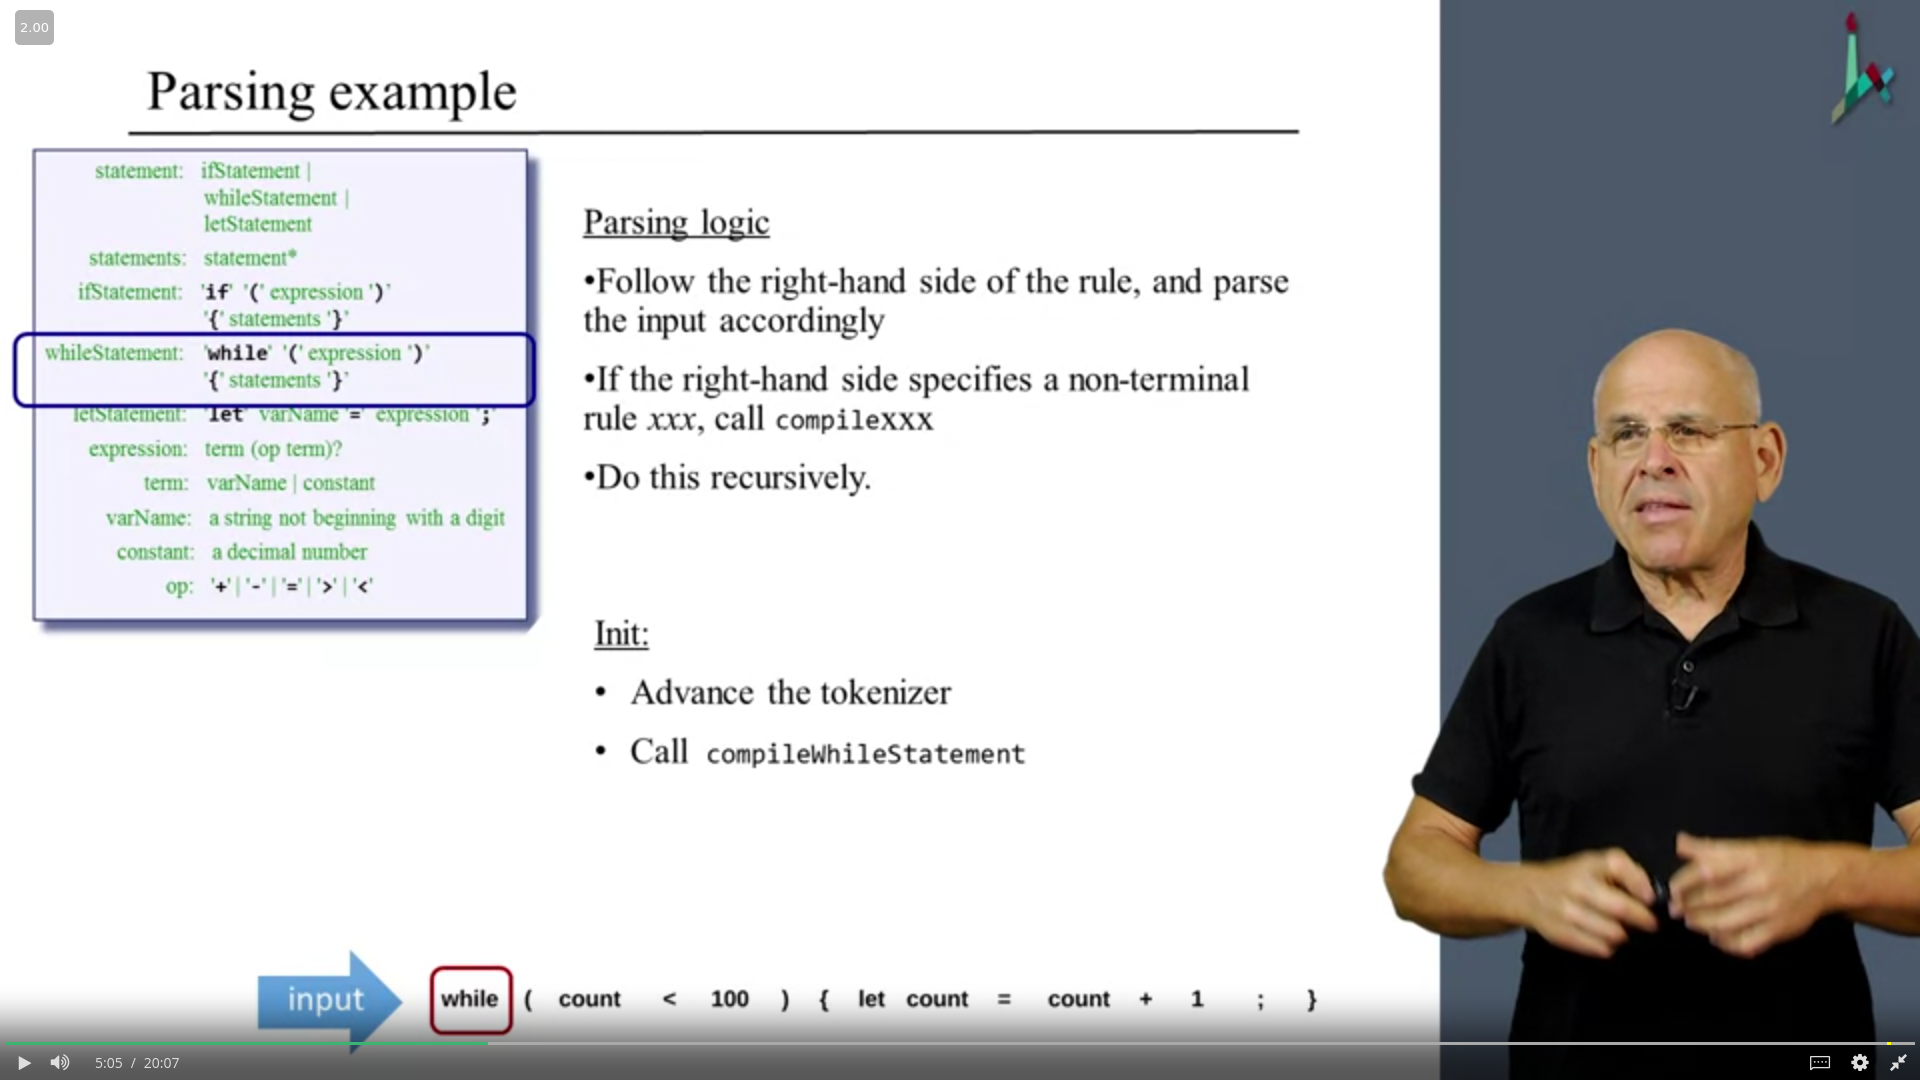 2.00
Parsing example
statement: ifStatement |
whileStatement |
letStatement
statements: statement*
ifStatement: 'if' '(' expression ')'
'{' statements '}'
whileStatement: 'while' '(' expression ')'
'{' statements '}'
letStatement: 'let' varName '=' expression ';'
expression: term (op term)?
term: varName | constant
varName: a string not beginning with a digit
constant: a decimal number
op: '+' | '-' | '=' | '>' | '<'
Parsing logic
•Follow the right-hand side of the rule, and parse
the input accordingly
•If the right-hand side specifies a non-terminal
rule xxx, call compilexxx
•Do this recursively.
Init:
• Advance the tokenizer
• Call compileWhileStatement
input
while ( count < 100 ) { let count = count + 1 ; }
5:05 / 20:07